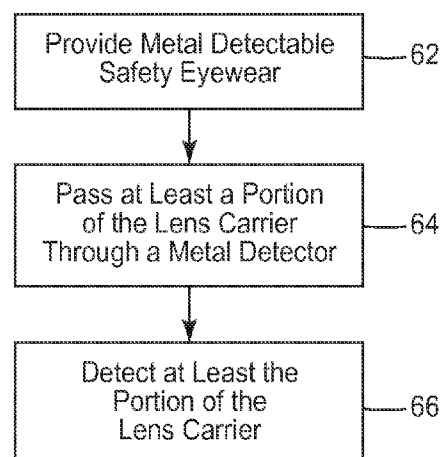 Provide Metal Detectable
Safety Eyewear
62
Pass at Least a Portion
of the Lens Carrier
Through a Metal Detector
64
Detect at Least the
Portion of the
Lens Carrier
66